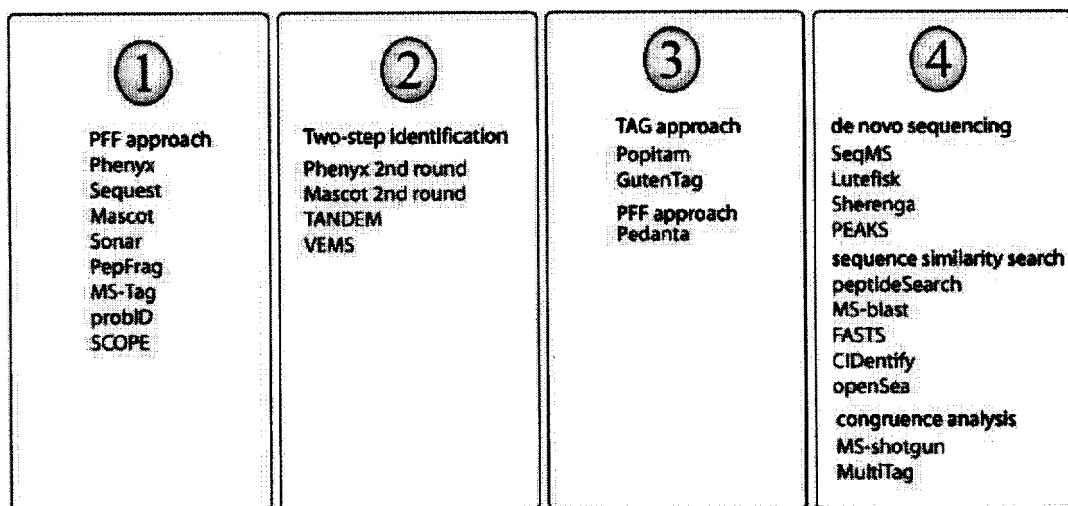 1
PFF approach
Phenyx
Sequest
Mascot
Sonar
PepFrag
MS-Tag
probID
SCOPE
2
Two-step identification
Phenyx 2nd round
Mascot 2nd round
TANDEM
VEMS
3
TAG approach
Popitam
GutenTag
PFF approach
Pedanta
4
de novo sequencing
SeqMS
Lutefisk
Sherenga
PEAKS
sequence similarity search
peptideSearch
MS-blast
FASTS
CIDentify
openSea
congruence analysis
MS-shotgun
MultiTag